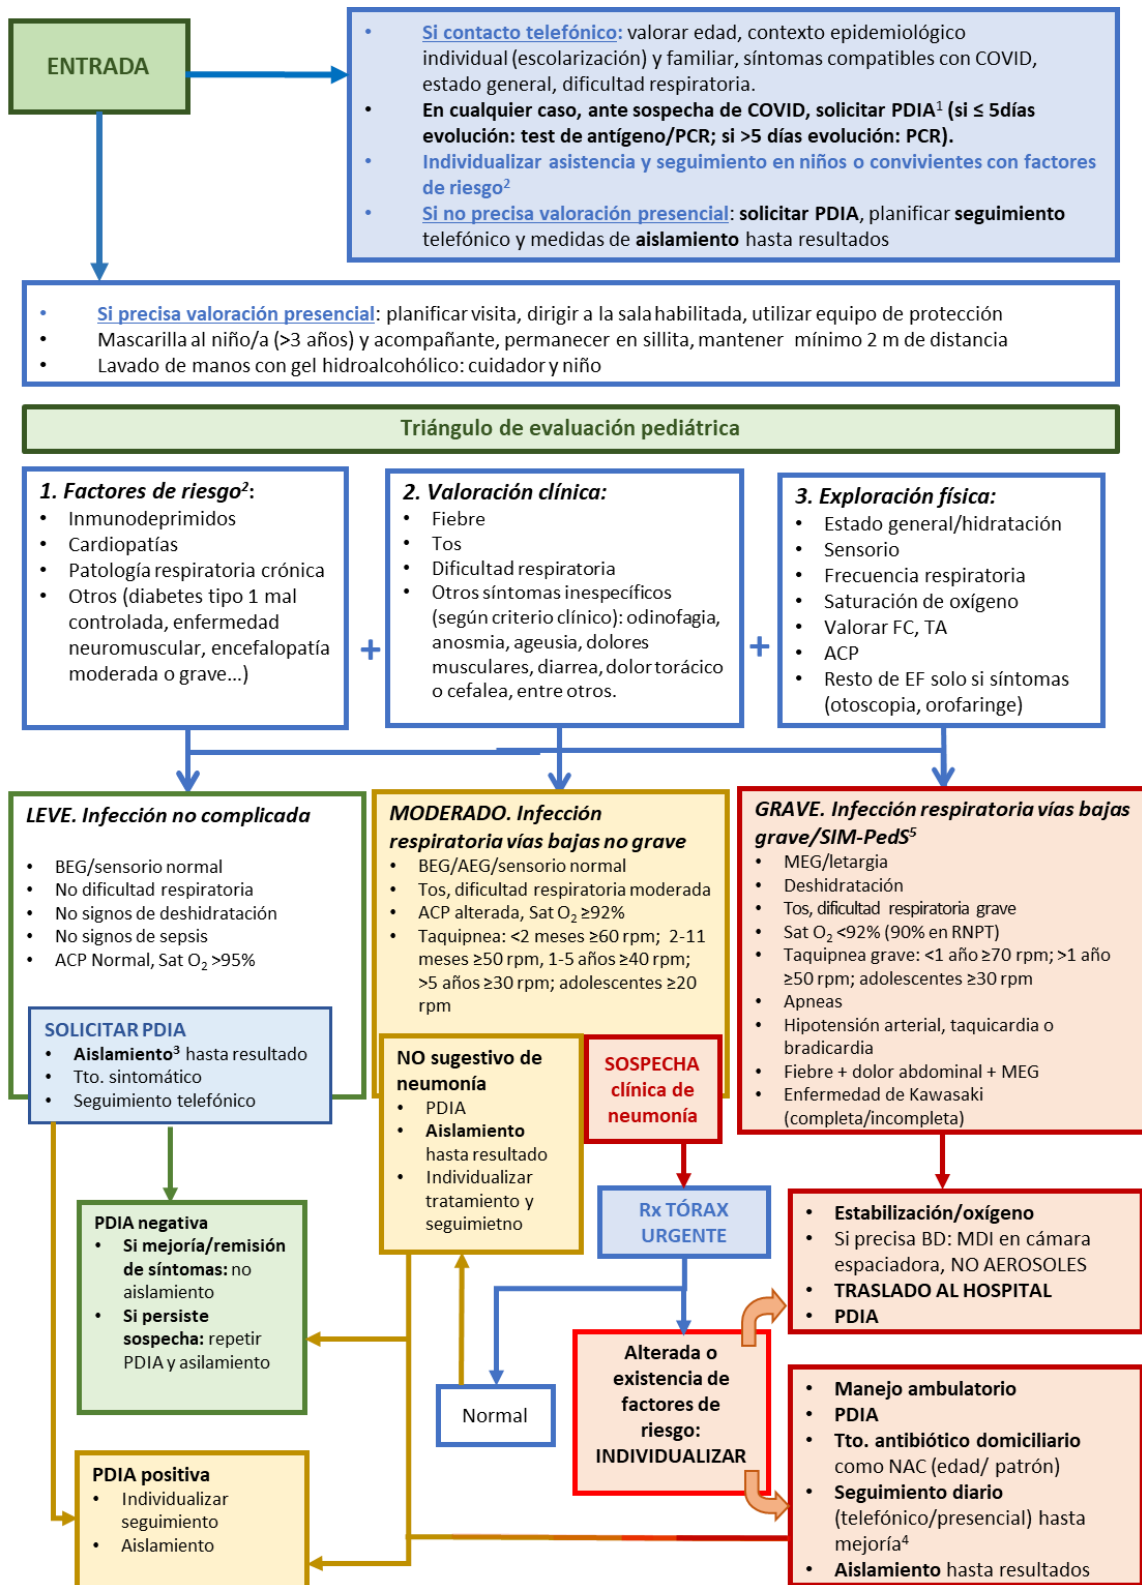 ENTRADA
• Si contacto telefónico: valorar edad, contexto epidemiológico
individual (escolarización) y familiar, síntomas compatibles con COVID,
estado general, dificultad respiratoria.
• En cualquier caso, ante sospecha de COVID, solicitar PDIA¹ (si ≤ 5días
evolución: test de antígeno/PCR; si >5 días evolución: PCR).
• Individualizar asistencia y seguimiento en niños o convivientes con factores
de riesgo²
• Si no precisa valoración presencial: solicitar PDIA, planificar seguimiento
telefónico y medidas de aislamiento hasta resultados
• Si precisa valoración presencial: planificar visita, dirigir a la sala habilitada, utilizar equipo de protección
• Mascarilla al niño/a (>3 años) y acompañante, permanecer en sillita, mantener mínimo 2 m de distancia
• Lavado de manos con gel hidroalcohólico: cuidador y niño
Triángulo de evaluación pediátrica
1. Factores de riesgo²:
• Inmunodeprimidos
• Cardiopatías
• Patología respiratoria crónica
• Otros (diabetes tipo 1 mal
controlada, enfermedad
neuromuscular, encefalopatía
moderada o grave...)
+
2. Valoración clínica:
• Fiebre
• Tos
• Dificultad respiratoria
• Otros síntomas inespecíficos
(según criterio clínico): odinofagia,
anosmia, ageusia, dolores
musculares, diarrea, dolor torácico
o cefalea, entre otros.
+
3. Exploración física:
• Estado general/hidratación
• Sensorio
• Frecuencia respiratoria
• Saturación de oxígeno
• Valorar FC, TA
• ACP
• Resto de EF solo si síntomas
(otoscopia, orofaringe)
LEVE. Infección no complicada
• BEG/sensorio normal
• No dificultad respiratoria
• No signos de deshidratación
• No signos de sepsis
• ACP Normal, Sat O₂ >95%
SOLICITAR PDIA
• Aislamiento³ hasta resultado
• Tto. sintomático
• Seguimiento telefónico
MODERADO. Infección
respiratoria vías bajas no grave
• BEG/AEG/sensorio normal
• Tos, dificultad respiratoria moderada
• ACP alterada, Sat O₂ ≥92%
• Taquipnea: <2 meses ≥60 rpm; 2-11
meses ≥50 rpm, 1-5 años ≥40 rpm;
>5 años ≥30 rpm; adolescentes ≥20
rpm
NO sugestivo de
neumonía
• PDIA
• Aislamiento
hasta resultado
• Individualizar
tratamiento y
seguimietno
SOSPECHA
clínica de
neumonía
GRAVE. Infección respiratoria vías bajas
grave/SIM-PedS⁵
• MEG/letargia
• Deshidratación
• Tos, dificultad respiratoria grave
• Sat O₂ <92% (90% en RNPT)
• Taquipnea grave: <1 año ≥70 rpm; >1 año
≥50 rpm; adolescentes ≥30 rpm
• Apneas
• Hipotensión arterial, taquicardia o
bradicardia
• Fiebre + dolor abdominal + MEG
• Enfermedad de Kawasaki
(completa/incompleta)
PDIA negativa
• Si mejoría/remisión
de síntomas: no
aislamiento
• Si persiste
sospecha: repetir
PDIA y asilamiento
Rx TÓRAX
URGENTE
• Estabilización/oxígeno
• Si precisa BD: MDI en cámara
espaciadora, NO AEROSOLES
• TRASLADO AL HOSPITAL
• PDIA
Normal
Alterada o
existencia de
factores de
riesgo:
INDIVIDUALIZAR
• Manejo ambulatorio
• PDIA
• Tto. antibiótico domiciliario
como NAC (edad/ patrón)
• Seguimiento diario
(telefónico/presencial) hasta
mejoría⁴
• Aislamiento hasta resultados
PDIA positiva
• Individualizar
seguimiento
• Aislamiento